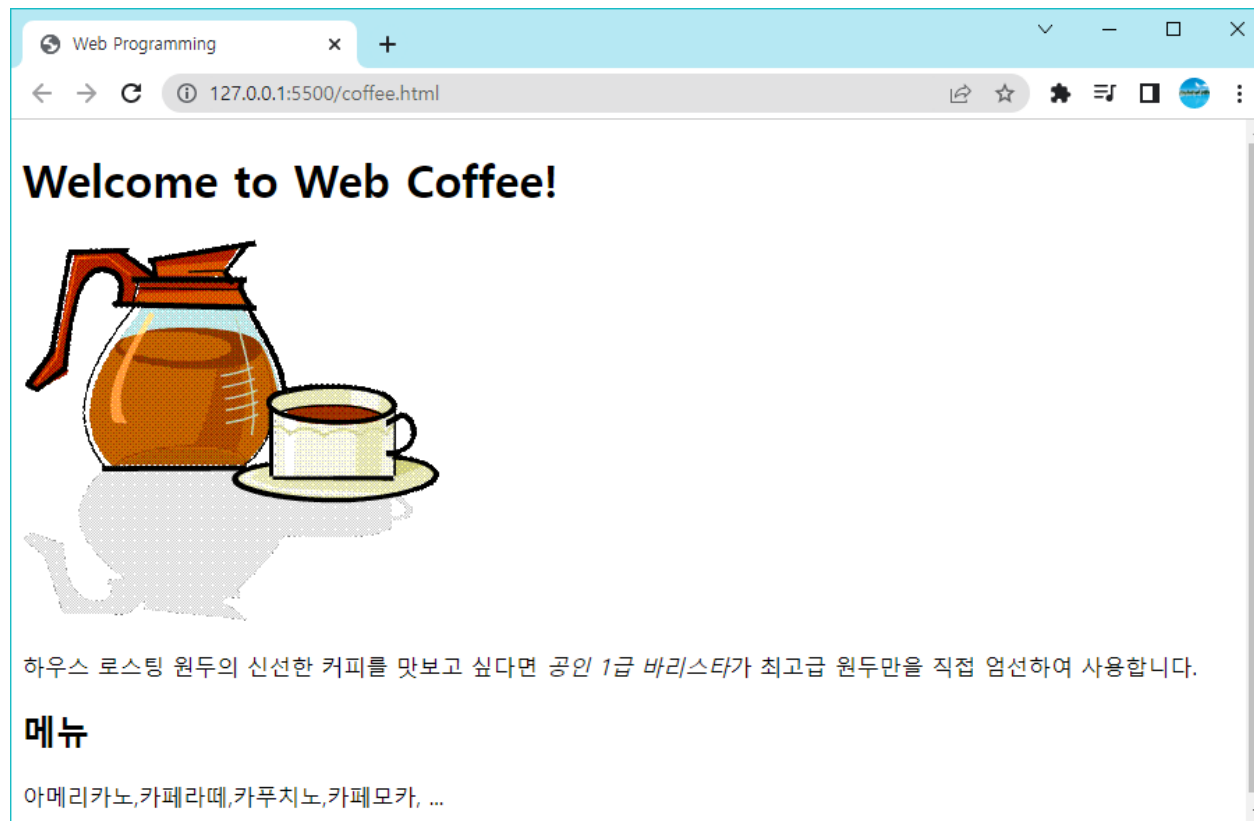 Web Programming
127.0.0.1:5500/coffee.html
Welcome to Web Coffee!
하우스 로스팅 원두의 신선한 커피를 맛보고 싶다면 공인 1급 바리스타가 최고급 원두만을 직접 엄선하여 사용합니다.
메뉴
아메리카노,카페라떼,카푸치노,카페모카, ...